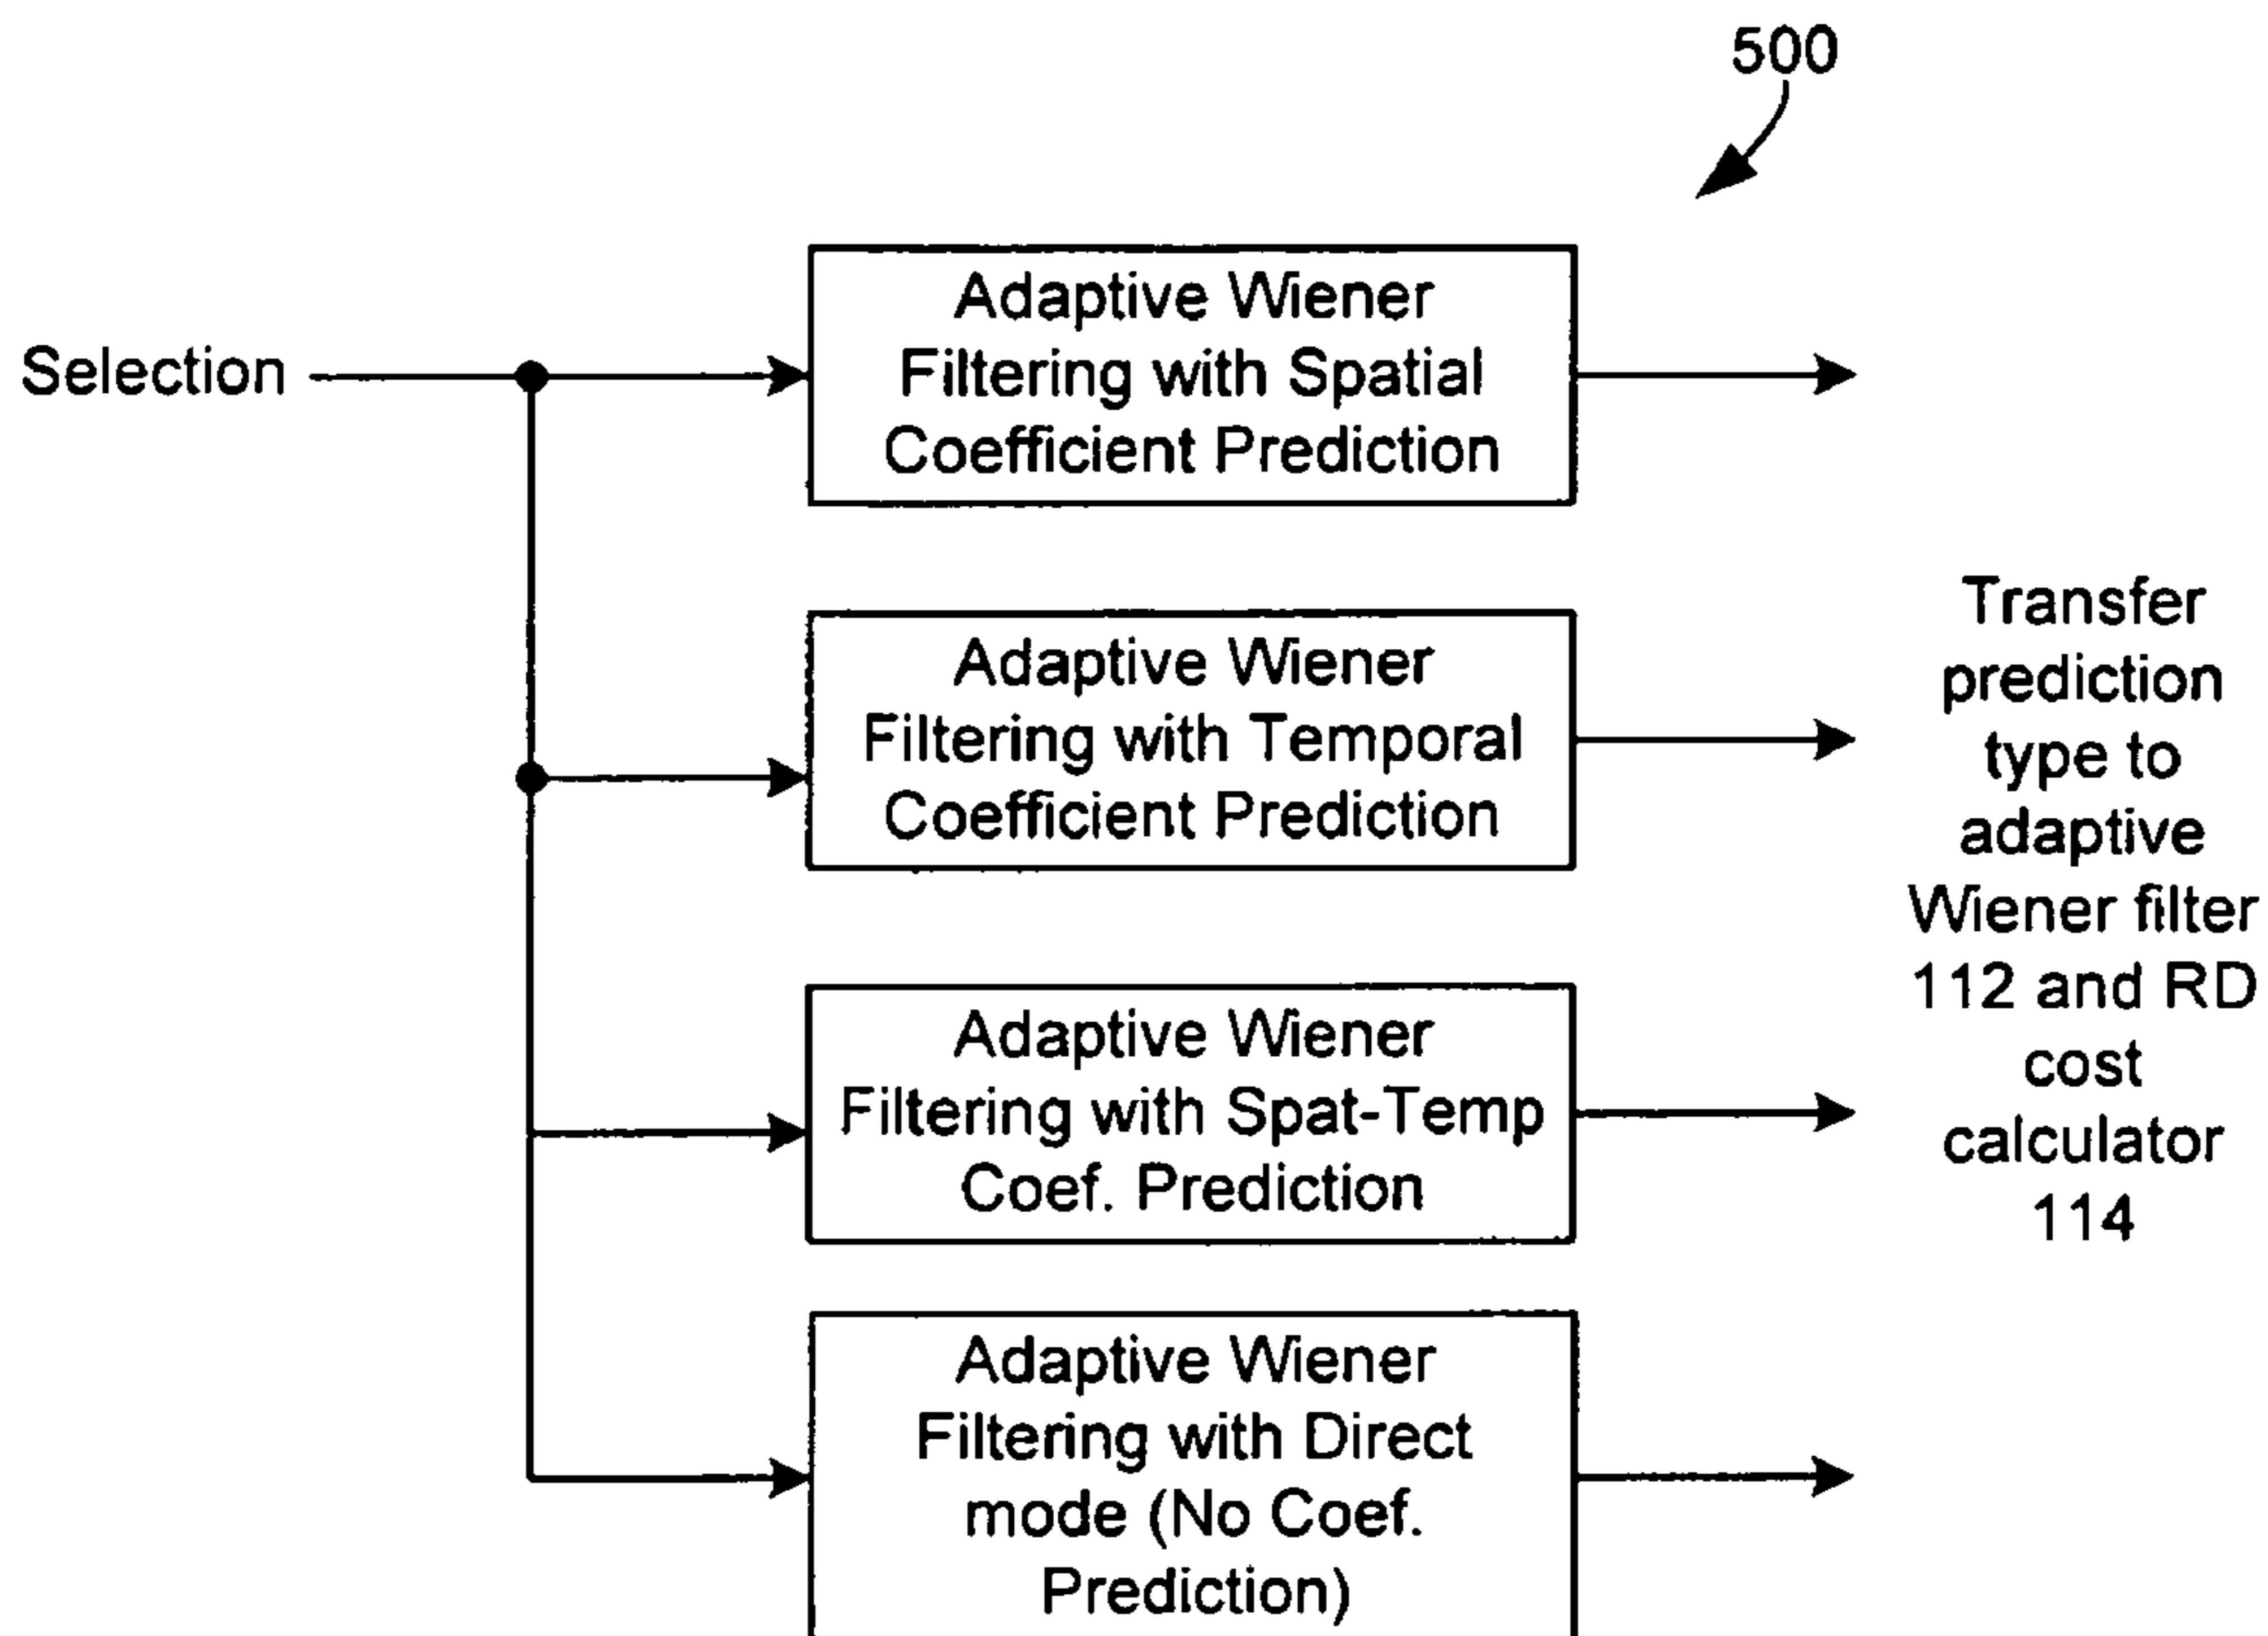 500
Selection
Adaptive Wiener
Filtering with Spatial
Coefficient Prediction
Adaptive Wiener
Filtering with Temporal
Coefficient Prediction
Adaptive Wiener
Filtering with Spat-Temp
Coef. Prediction
Adaptive Wiener
Filtering with Direct
mode (No Coef.
Prediction)
Transfer
prediction
type to
adaptive
Wiener filter
112 and RD
cost
calculator
114